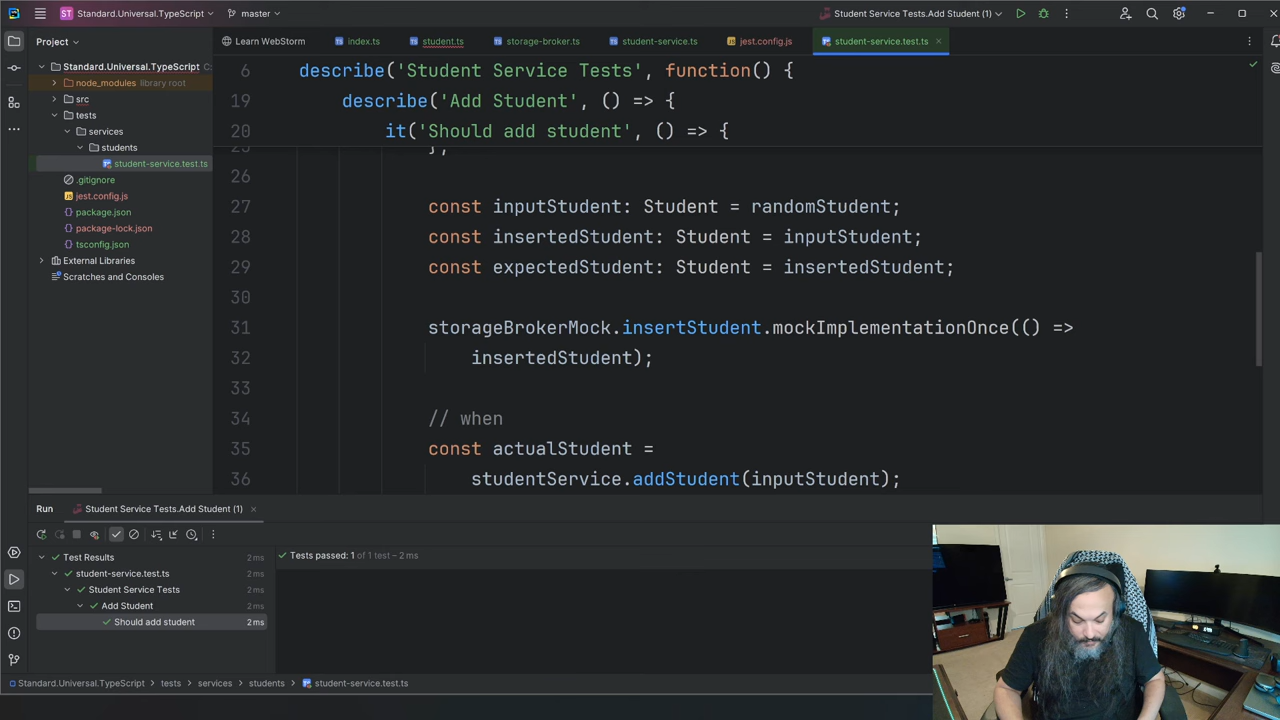 ST Standard.Universal.TypeScript master Student Service Tests.Add Student (1)
Project
Learn WebStorm index.ts student.ts storage-broker.ts student-service.ts jest.config.js student-service.test.ts
Standard.Universal.TypeScript
node_modules library root
src
tests
services
students
student-service.test.ts
.gitignore
jest.config.js
package.json
package-lock.json
tsconfig.json
External Libraries
Scratches and Consoles
6 describe('Student Service Tests', function() {
19 describe('Add Student', () => {
20 it('Should add student', () => {
25 };
26
27 const inputStudent: Student = randomStudent;
28 const insertedStudent: Student = inputStudent;
29 const expectedStudent: Student = insertedStudent;
30
31 storageBrokerMock.insertStudent.mockImplementationOnce(() =>
32 insertedStudent);
33
34 // when
35 const actualStudent =
36 studentService.addStudent(inputStudent);
Run Student Service Tests.Add Student (1)
Test Results 2 ms
student-service.test.ts 2 ms
Student Service Tests 2 ms
Add Student 2 ms
Should add student 2 ms
Tests passed: 1 of 1 test – 2 ms
Standard.Universal.TypeScript > tests > services > students > student-service.test.ts